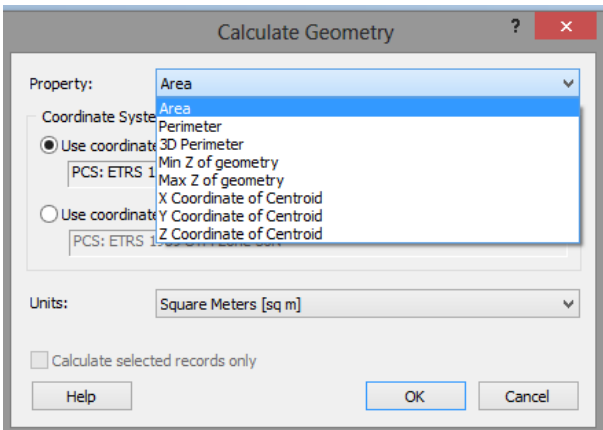 Calculate Geometry
?
Property:
Area
Area
Perimeter
3D Perimeter
Min Z of geometry
Max Z of geometry
X Coordinate of Centroid
Y Coordinate of Centroid
Z Coordinate of Centroid
Coordinate Syste
Use coordinate
PCS: ETRS 1
Use coordinate
PCS: ETRS
Units:
Square Meters [sq m]
Calculate selected records only
Help
OK
Cancel